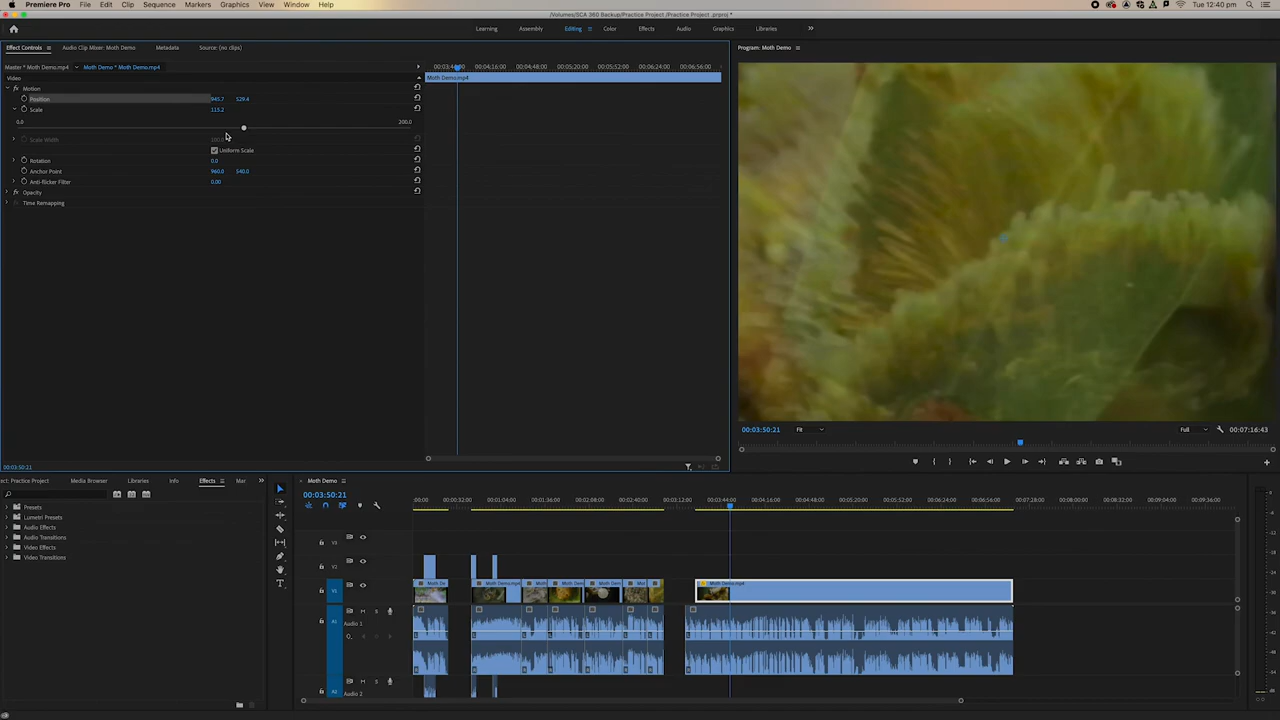 Premiere Pro File Edit Clip Sequence Markers Graphics View Window Help Tue 12:40 pm
/Volumes/SCA 360 Backup/Practice Project /Practice Project .prproj *
Learning Assembly Editing Color Effects Audio Graphics Libraries
Effect Controls Audio Clip Mixer: Moth Demo Metadata Source: (no clips) Program: Moth Demo
Master * Moth Demo.mp4 Moth Demo * Moth Demo.mp4 00:04:16:00 00:04:48:00 00:05:20:00 00:05:52:00 00:06:24:00 00:06:56:00
Video Moth Demo.mp4
Motion
Position 945.7 529.4
Scale 115.2
0.0 200.0
Scale Width 100.0
Uniform Scale
Rotation 0.0
Anchor Point 960.0 540.0
Anti-flicker Filter 0.00
Opacity
Time Remapping
00:03:50:21 Fit Full 00:07:16:43
00:03:50:21
ect: Practice Project Media Browser Libraries Info Effects Mar Moth Demo
00:03:50:21
:00 00:00:32:00 00:01:04:00 00:01:36:00 00:02:08:00 00:02:40:00 00:03:12:00 00:03:44:00 00:04:16:00 00:04:48:00 00:05:20:00 00:05:52:00 00:06:24:00 00:06:56:00 00:07:28:00 00:08:00:00 00:08:32:00 00:09:04:00 00:09:36:00
Presets
Lumetri Presets
Audio Effects
Audio Transitions
Video Effects
Video Transitions
V3
V2
V1 Moth De Moth Demo.mp4 Moth Moth Dem Moth Dem Mot Moth Demo.mp4
A1 M S
Audio 1
A2 M S
Audio 2